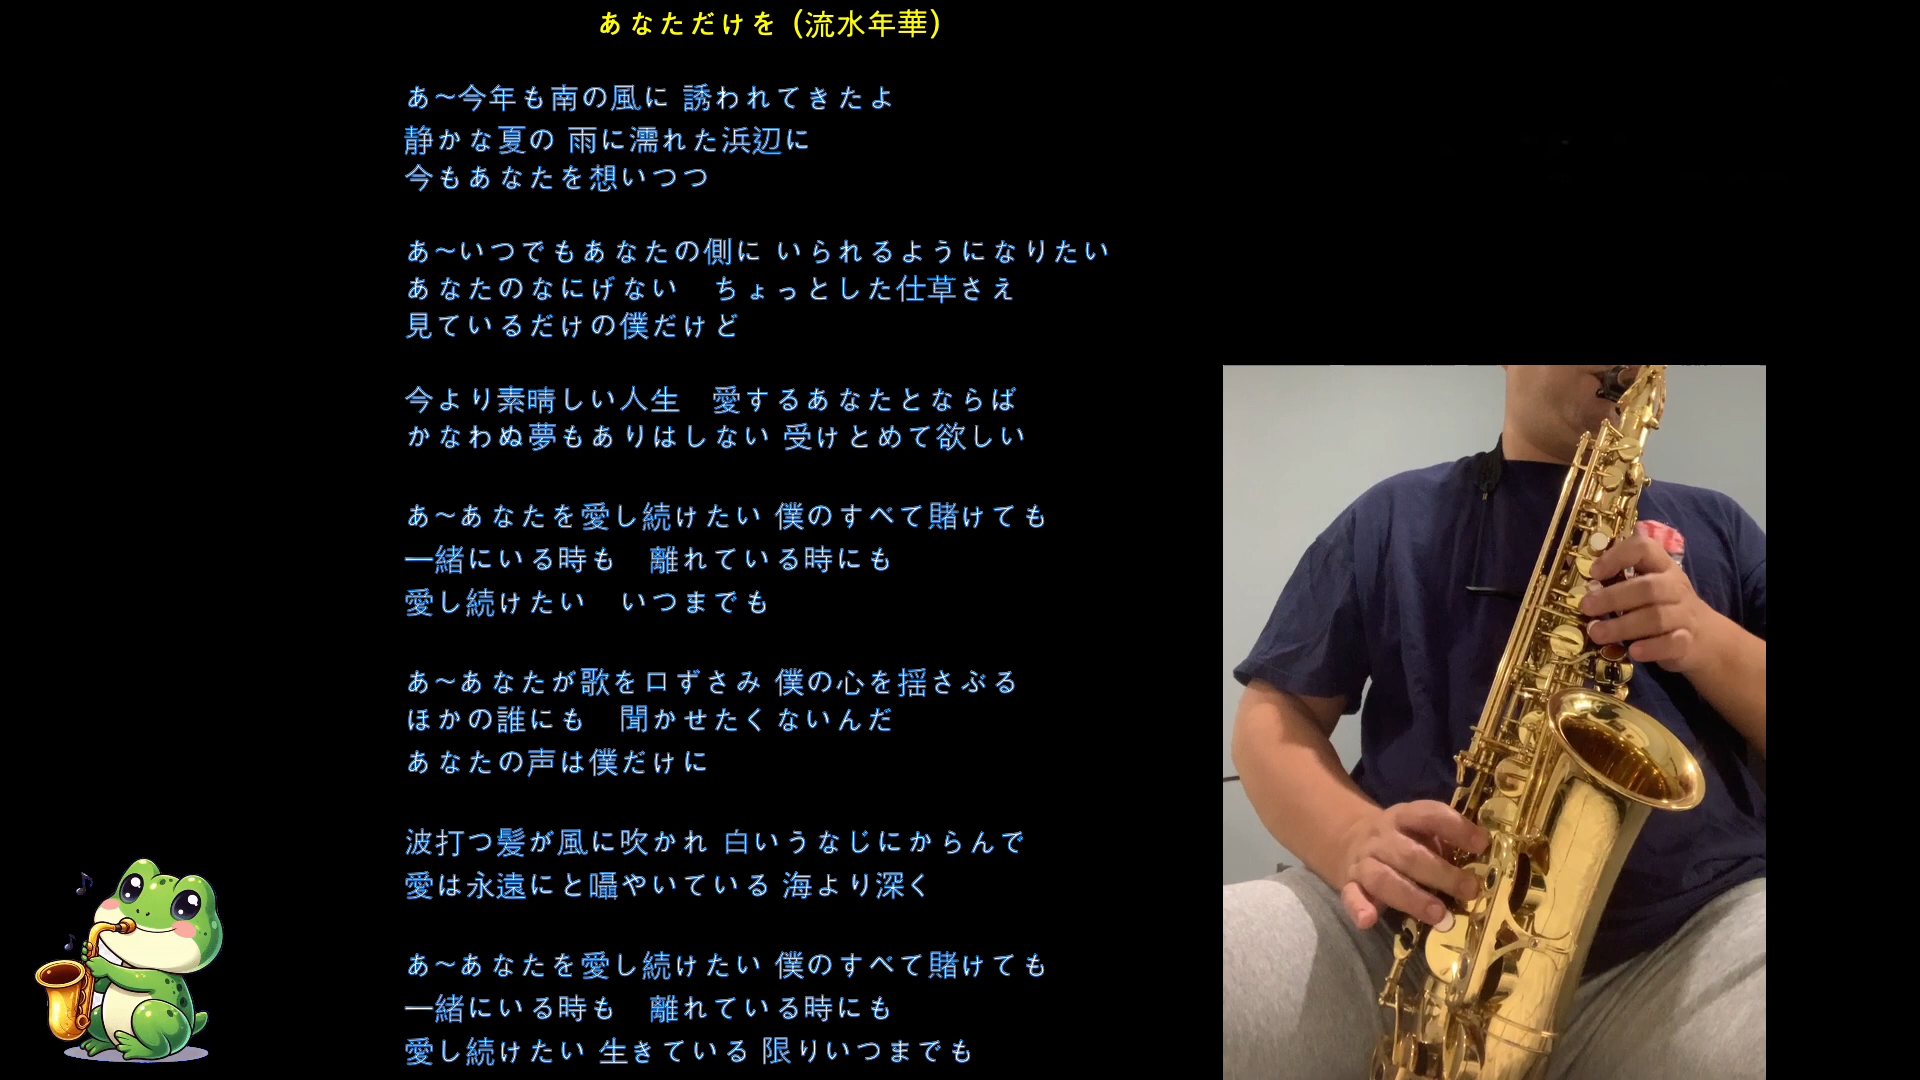 あなただけを (流水年華)
あ～今年も南の風に 誘われてきたよ
静かな夏の 雨に濡れた浜辺に
今もあなたを想いつつ
あ～いつでもあなたの側に いられるようになりたい
あなたのなにげない　ちょっとした仕草さえ
見ているだけの僕だけど
今より素晴しい人生　愛するあなたとならば
かなわぬ夢もありはしない 受けとめて欲しい
あ～あなたを愛し続けたい 僕のすべて賭けても
一緒にいる時も　離れている時にも
愛し続けたい　いつまでも
あ～あなたが歌を口ずさみ 僕の心を揺さぶる
ほかの誰にも　聞かせたくないんだ
あなたの声は僕だけに
波打つ髪が風に吹かれ 白いうなじにからんで
愛は永遠にと囁やいている 海より深く
あ～あなたを愛し続けたい 僕のすべて賭けても
一緒にいる時も　離れている時にも
愛し続けたい 生きている 限りいつまでも